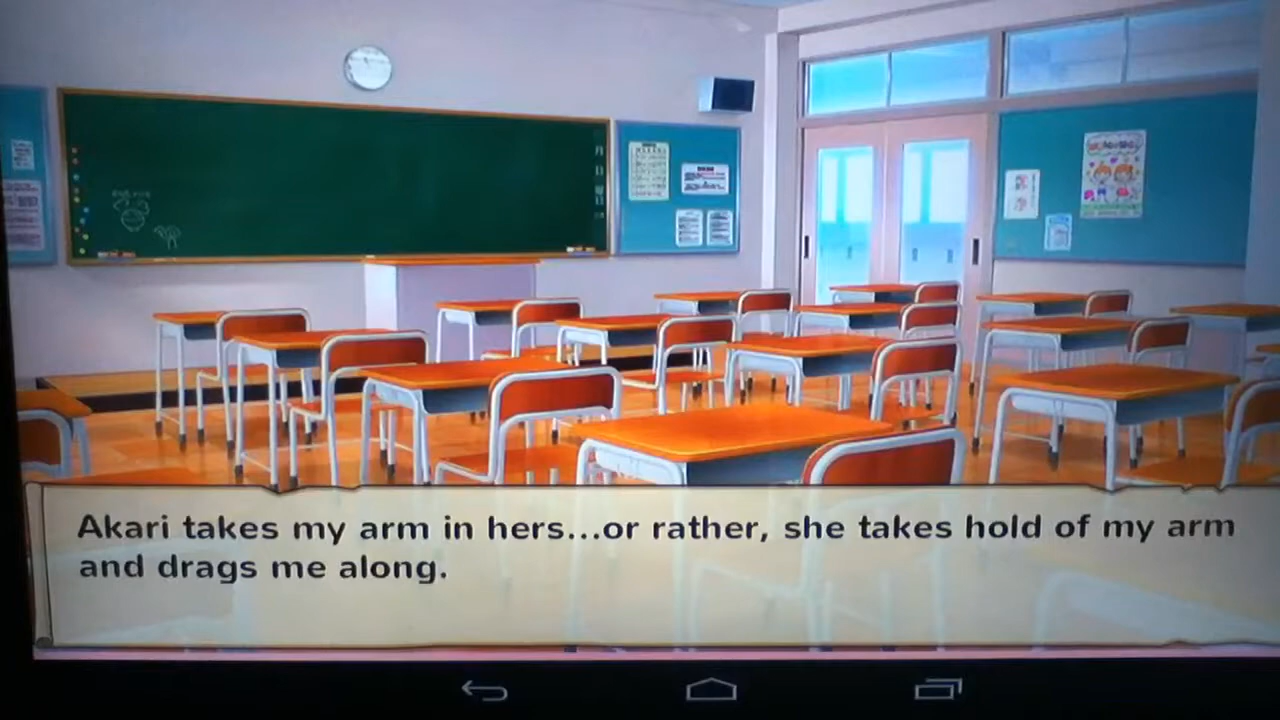 Akari takes my arm in hers...or rather, she takes hold of my arm
and drags me along.